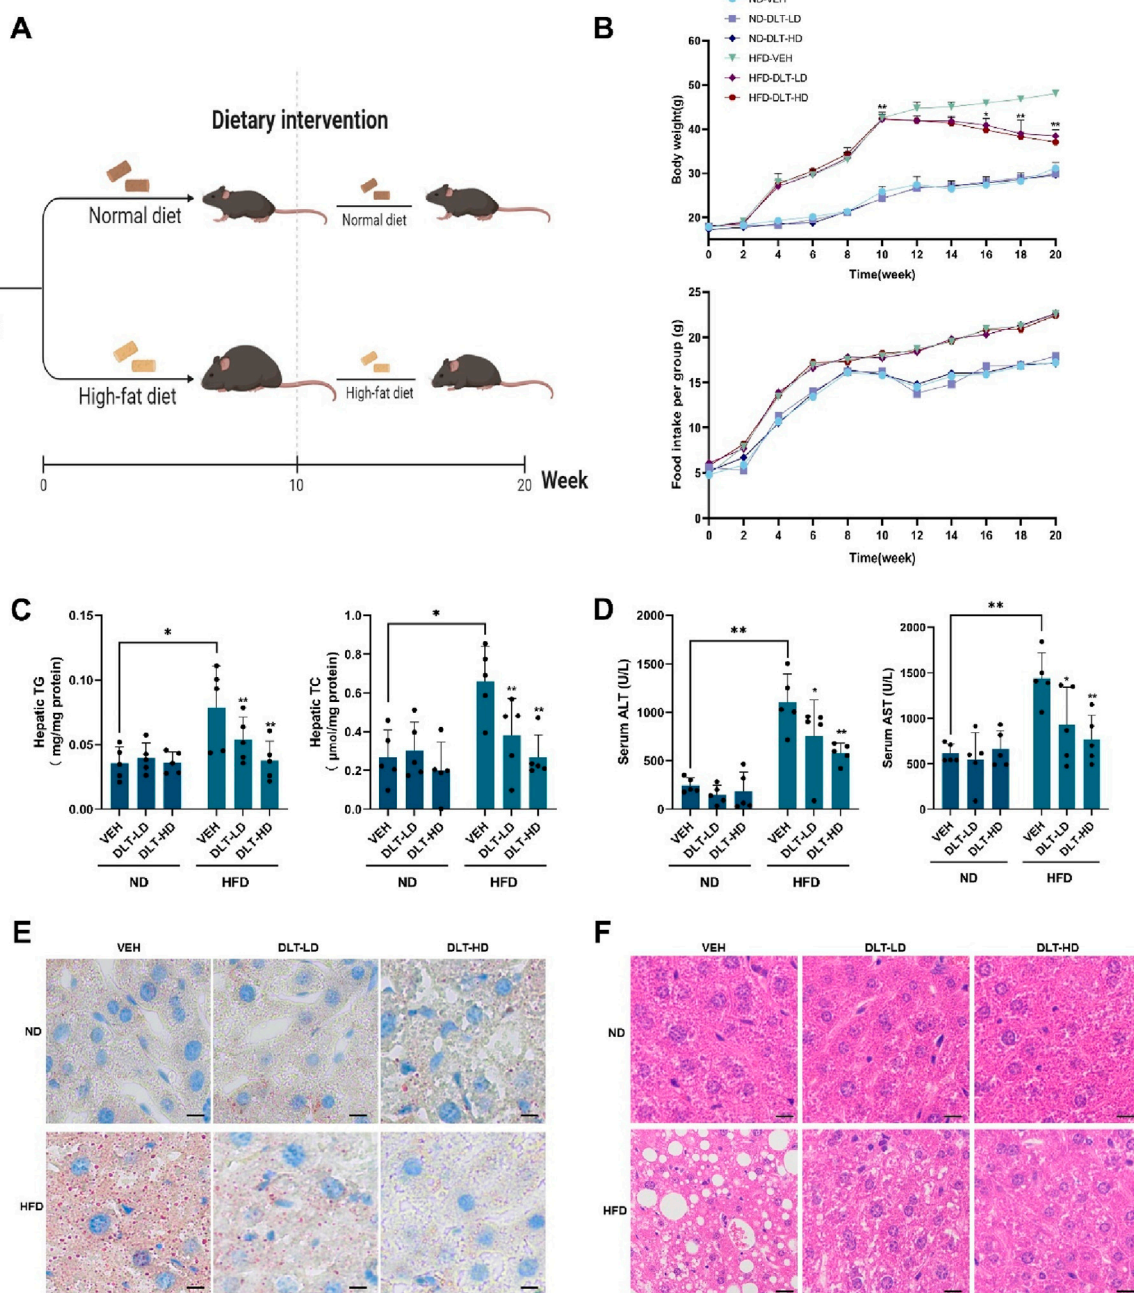 A
Dietary intervention
Normal diet
Normal diet
High-fat diet
High-fat diet
0
10
20
Week
B
ND-VEH
ND-DLT-LD
ND-DLT-HD
HFD-VEH
HFD-DLT-LD
HFD-DLT-HD
Body weight(g)
60
50
40
30
20
**
*
**
**
0 2 4 6 8 10 12 14 16 18 20
Time(week)
Food intake per group (g)
25
20
15
10
5
0
0 2 4 6 8 10 12 14 16 18 20
Time(week)
C
Hepatic TG
( mg/mg protein)
0.15
0.10
0.05
0.00
*
**
**
VEH DLT-LD DLT-HD VEH DLT-LD DLT-HD
ND HFD
Hepatic TC
( μmol/mg protein)
1.0
0.8
0.6
0.4
0.2
0.0
*
**
**
VEH DLT-LD DLT-HD VEH DLT-LD DLT-HD
ND HFD
D
Serum ALT (U/L)
2000
1500
1000
500
0
**
*
**
VEH DLT-LD DLT-HD VEH DLT-LD DLT-HD
ND HFD
Serum AST (U/L)
2000
1500
1000
500
0
**
*
**
VEH DLT-LD DLT-HD VEH DLT-LD DLT-HD
ND HFD
E
VEH DLT-LD DLT-HD
ND
HFD
F
VEH DLT-LD DLT-HD
ND
HFD